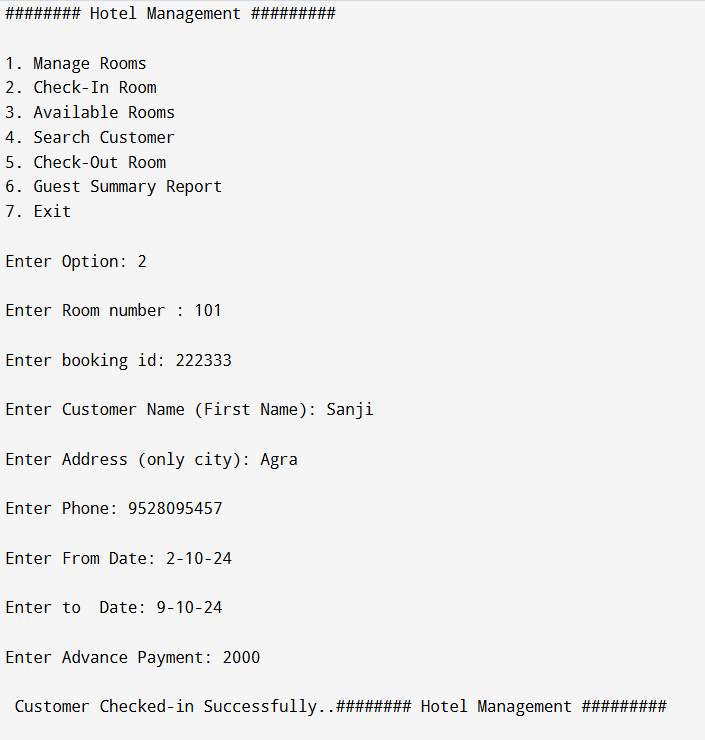 ######## Hotel Management #########
1. Manage Rooms
2. Check-In Room
3. Available Rooms
4. Search Customer
5. Check-Out Room
6. Guest Summary Report
7. Exit
Enter Option: 2
Enter Room number : 101
Enter booking id: 222333
Enter Customer Name (First Name): Sanji
Enter Address (only city): Agra
Enter Phone: 9528095457
Enter From Date: 2-10-24
Enter to  Date: 9-10-24
Enter Advance Payment: 2000
Customer Checked-in Successfully..######## Hotel Management #########